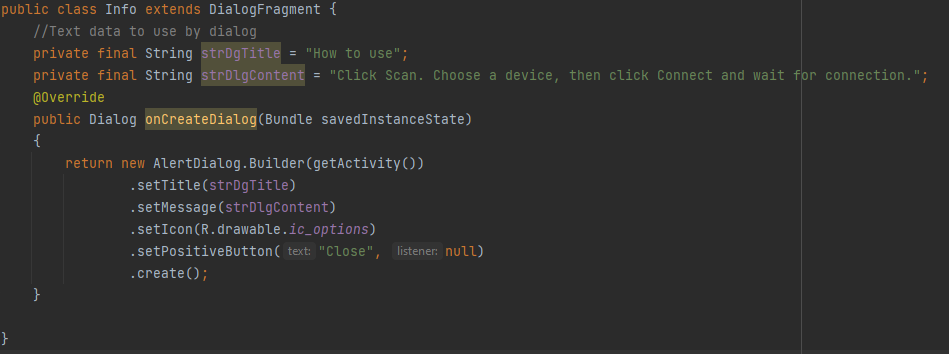 public class Info extends DialogFragment {
    //Text data to use by dialog
    private final String strDgTitle = "How to use";
    private final String strDlgContent = "Click Scan. Choose a device, then click Connect and wait for connection.";
    @Override
    public Dialog onCreateDialog(Bundle savedInstanceState)
    {
        return new AlertDialog.Builder(getActivity())
                .setTitle(strDgTitle)
                .setMessage(strDlgContent)
                .setIcon(R.drawable.ic_options)
                .setPositiveButton( text: "Close", listener: null)
                .create();
    }
}